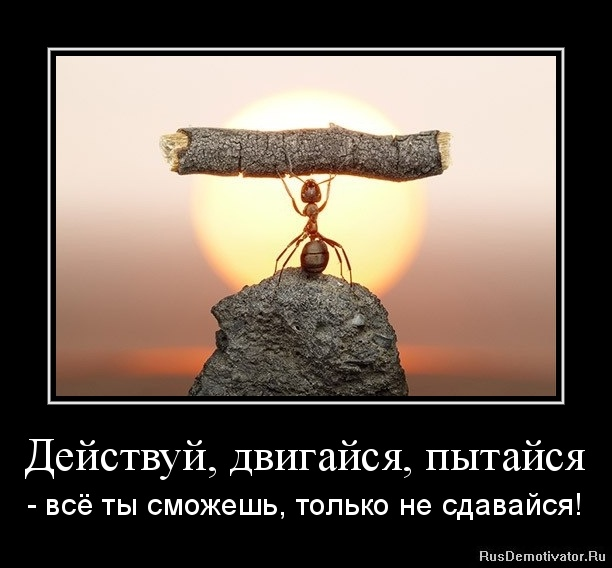 Действуй, двигайся, пытайся
- всё ты сможешь, только не сдавайся!
RusDemotivator.Ru